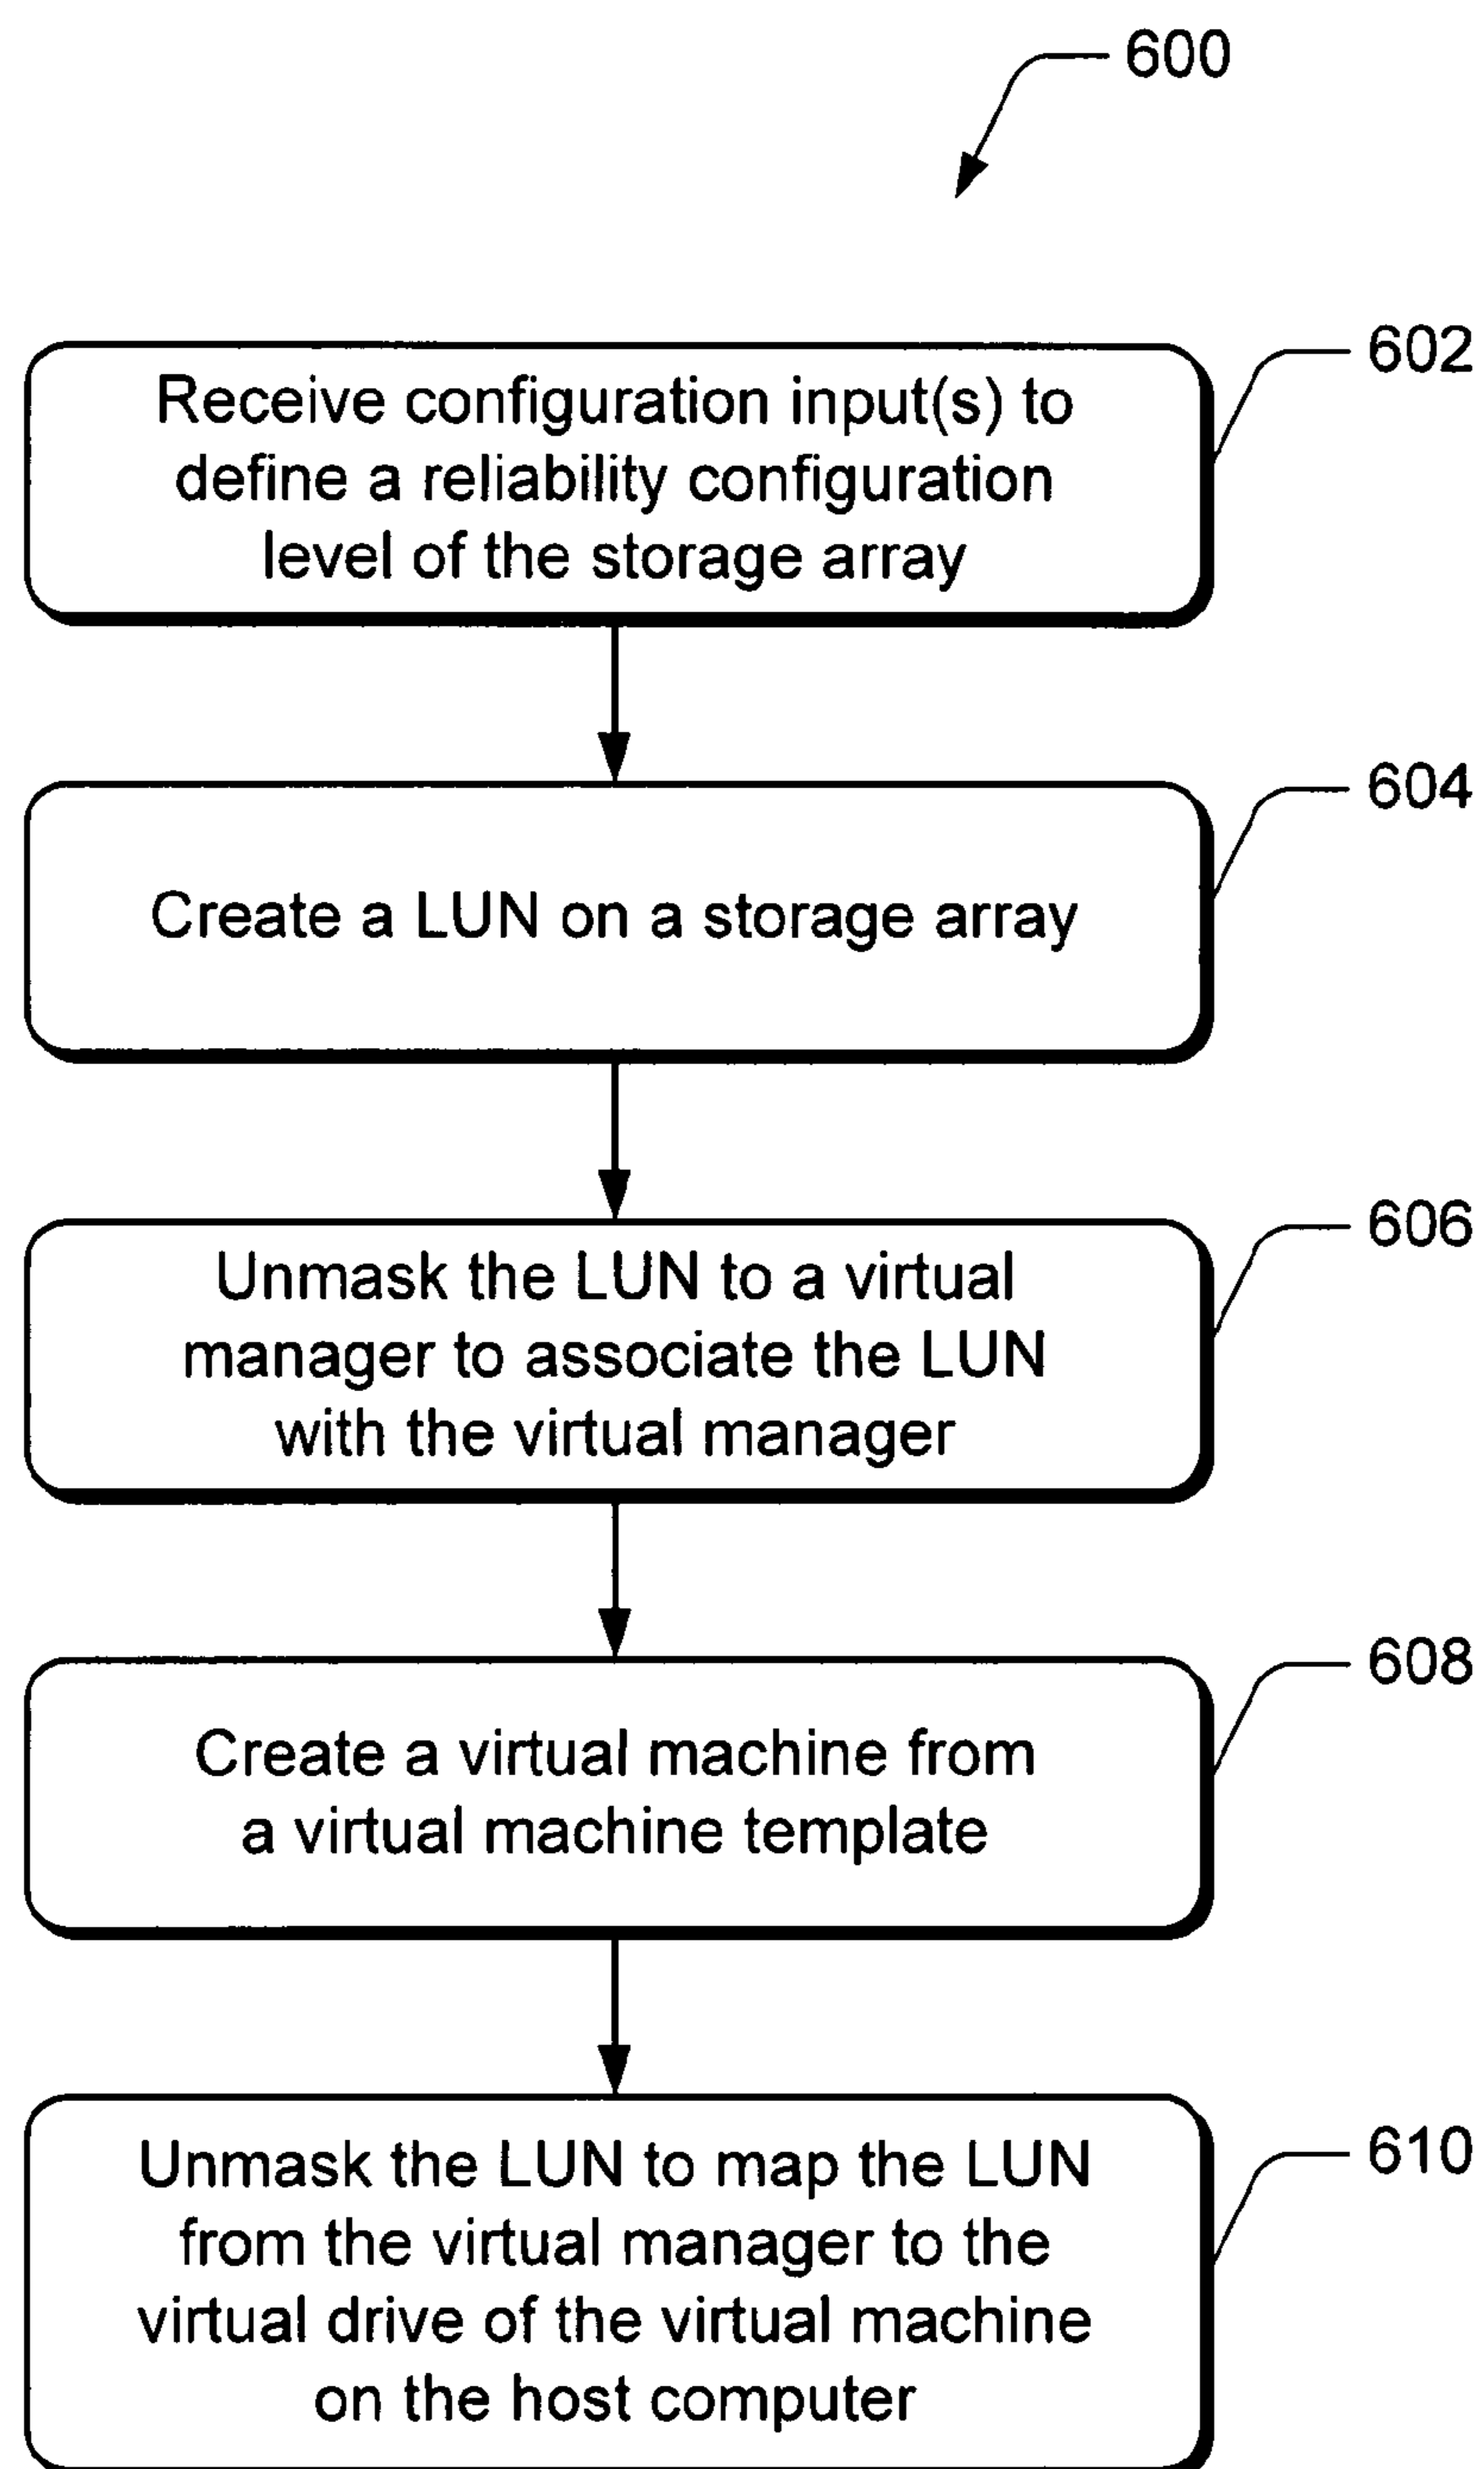 600
602
Receive configuration input(s) to
define a reliability configuration
level of the storage array
604
Create a LUN on a storage array
606
Unmask the LUN to a virtual
manager to associate the LUN
with the virtual manager
608
Create a virtual machine from
a virtual machine template
610
Unmask the LUN to map the LUN
from the virtual manager to the
virtual drive of the virtual machine
on the host computer